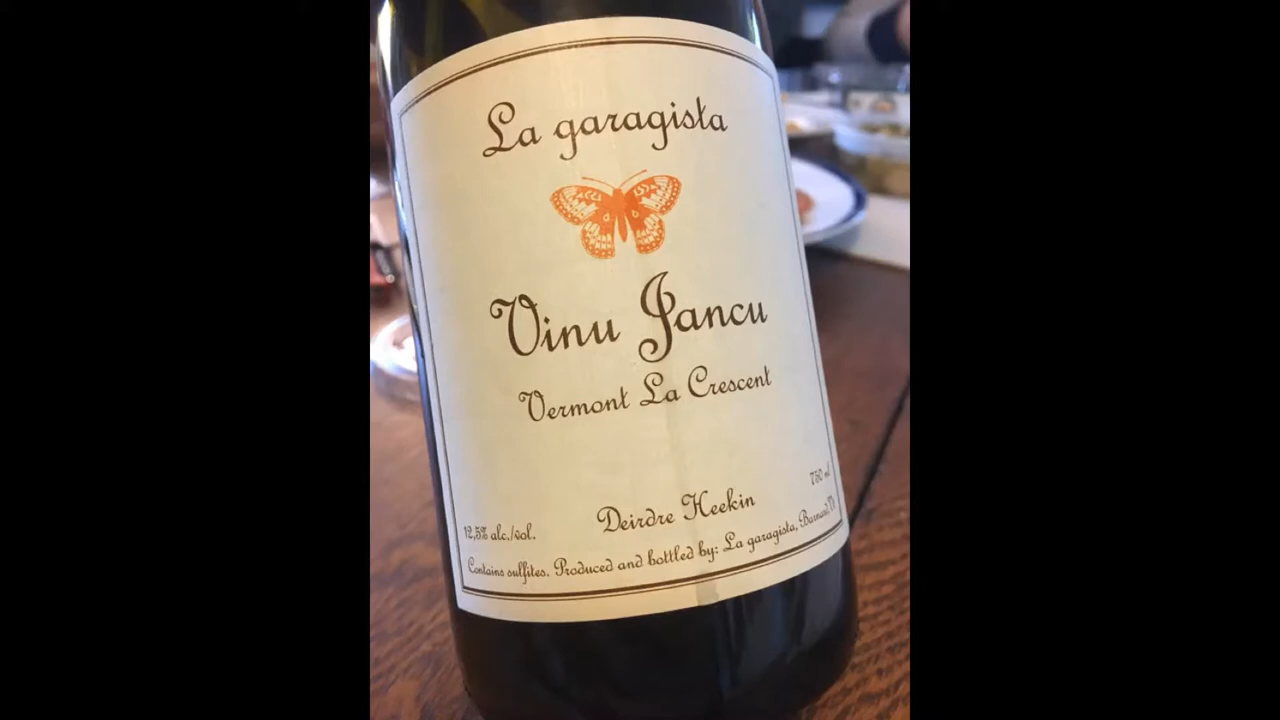 La garagista
Vinu Jancu
Vermont La Crescent
750 ml
Deirdre Heekin
12,5% alc./vol.
Contains sulfites. Produced and bottled by: La garagista, Barnard, Vt